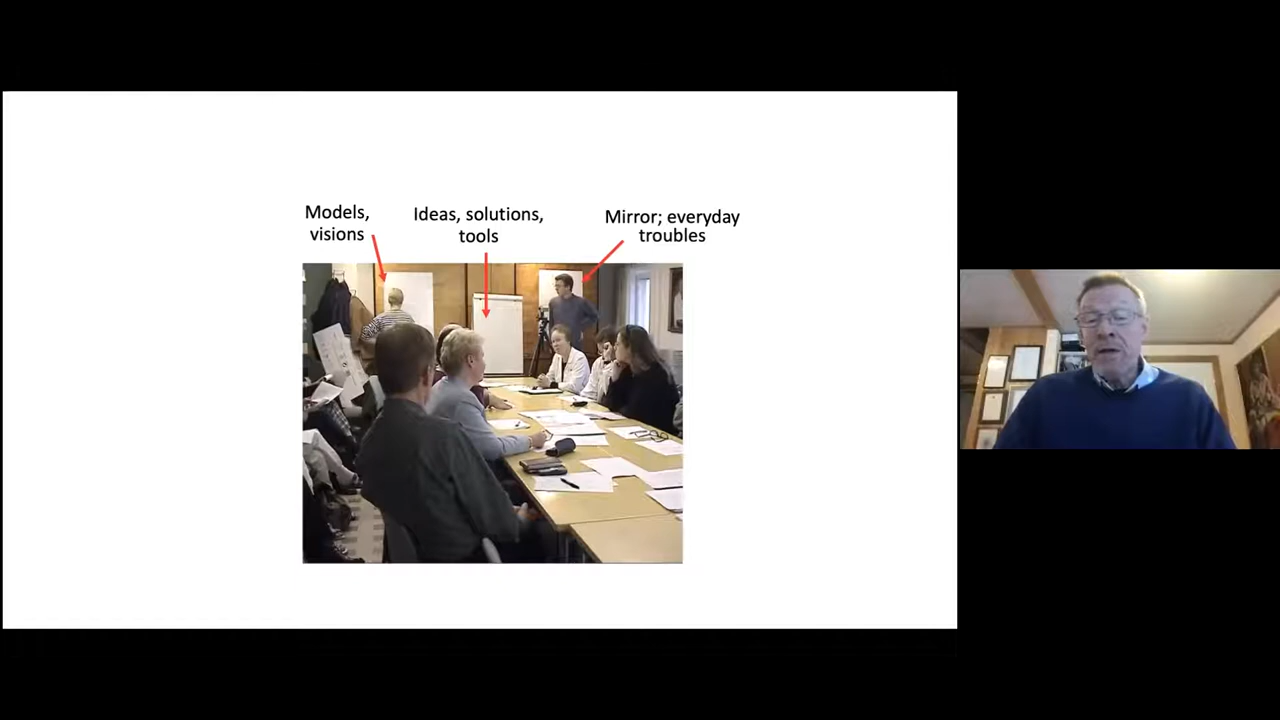 Models,
visions
Ideas, solutions,
tools
Mirror; everyday
troubles